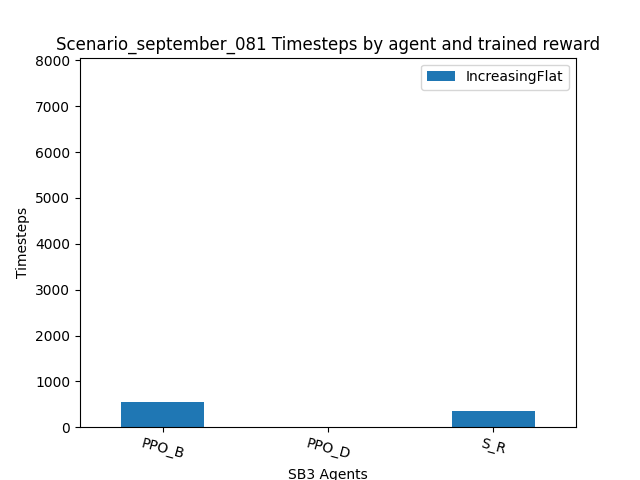 Scenario_september_081 Timesteps by agent and trained reward
IncreasingFlat
8000
7000
6000
5000
4000
3000
2000
1000
0
Timesteps
PPO_B
PPO_D
S_R
SB3 Agents